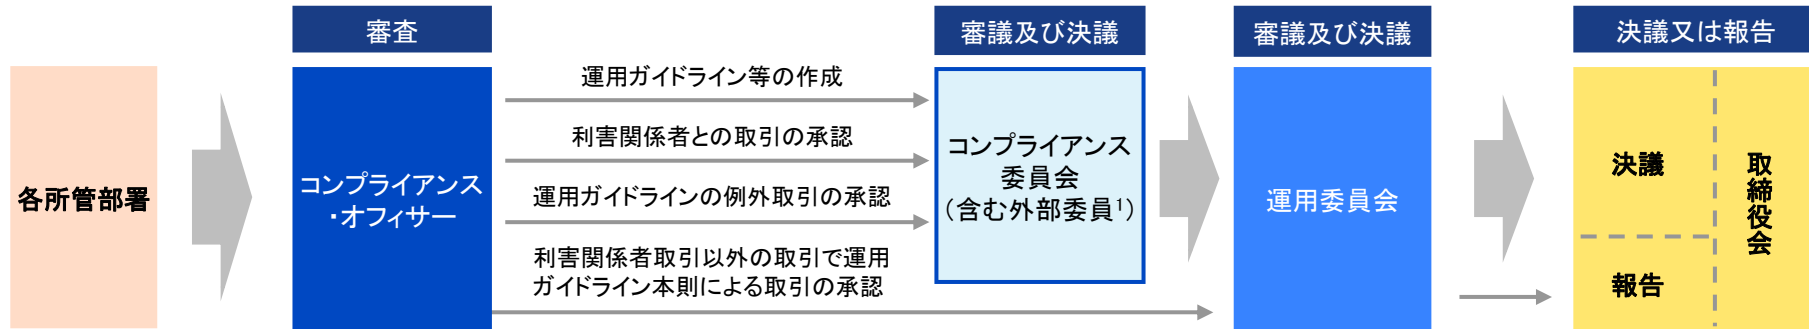 各所管部署
審査
コンプライアンス
・オフィサー
運用ガイドライン等の作成
利害関係者との取引の承認
運用ガイドラインの例外取引の承認
利害関係者取引以外の取引で運用
ガイドライン本則による取引の承認
審議及び決議
コンプライアンス
委員会
（含む外部委員1）
審議及び決議
運用委員会
決議又は報告
決議
報告
取締役会